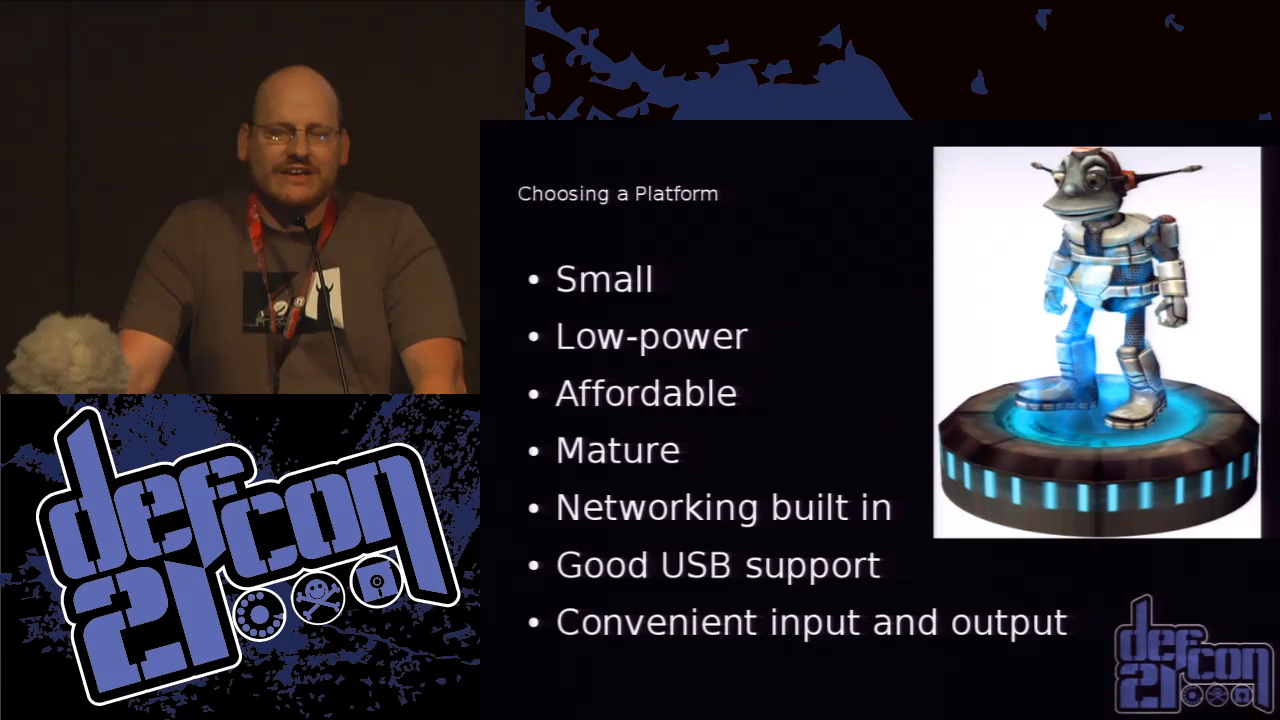 Choosing a Platform
• Small
• Low-power
• Affordable
• Mature
• Networking built in
• Good USB support
• Convenient input and output
defcon
21
defcon
21